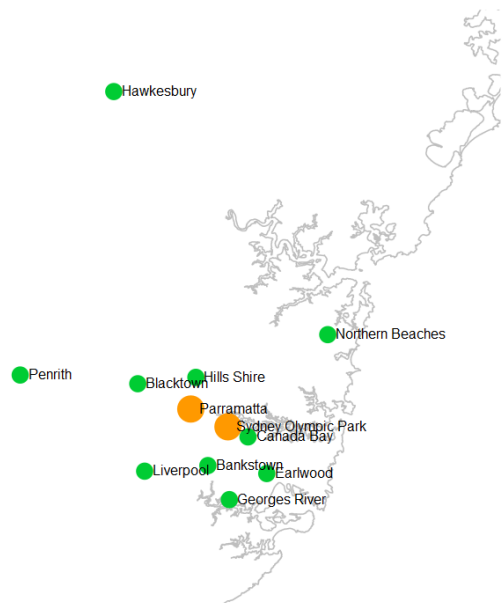 Hawkesbury
Northern Beaches
Penrith
Hills Shire
Blacktown
Parramatta
Sydney Olympic Park
Canada Bay
Bankstown
Liverpool
Earlwood
Georges River